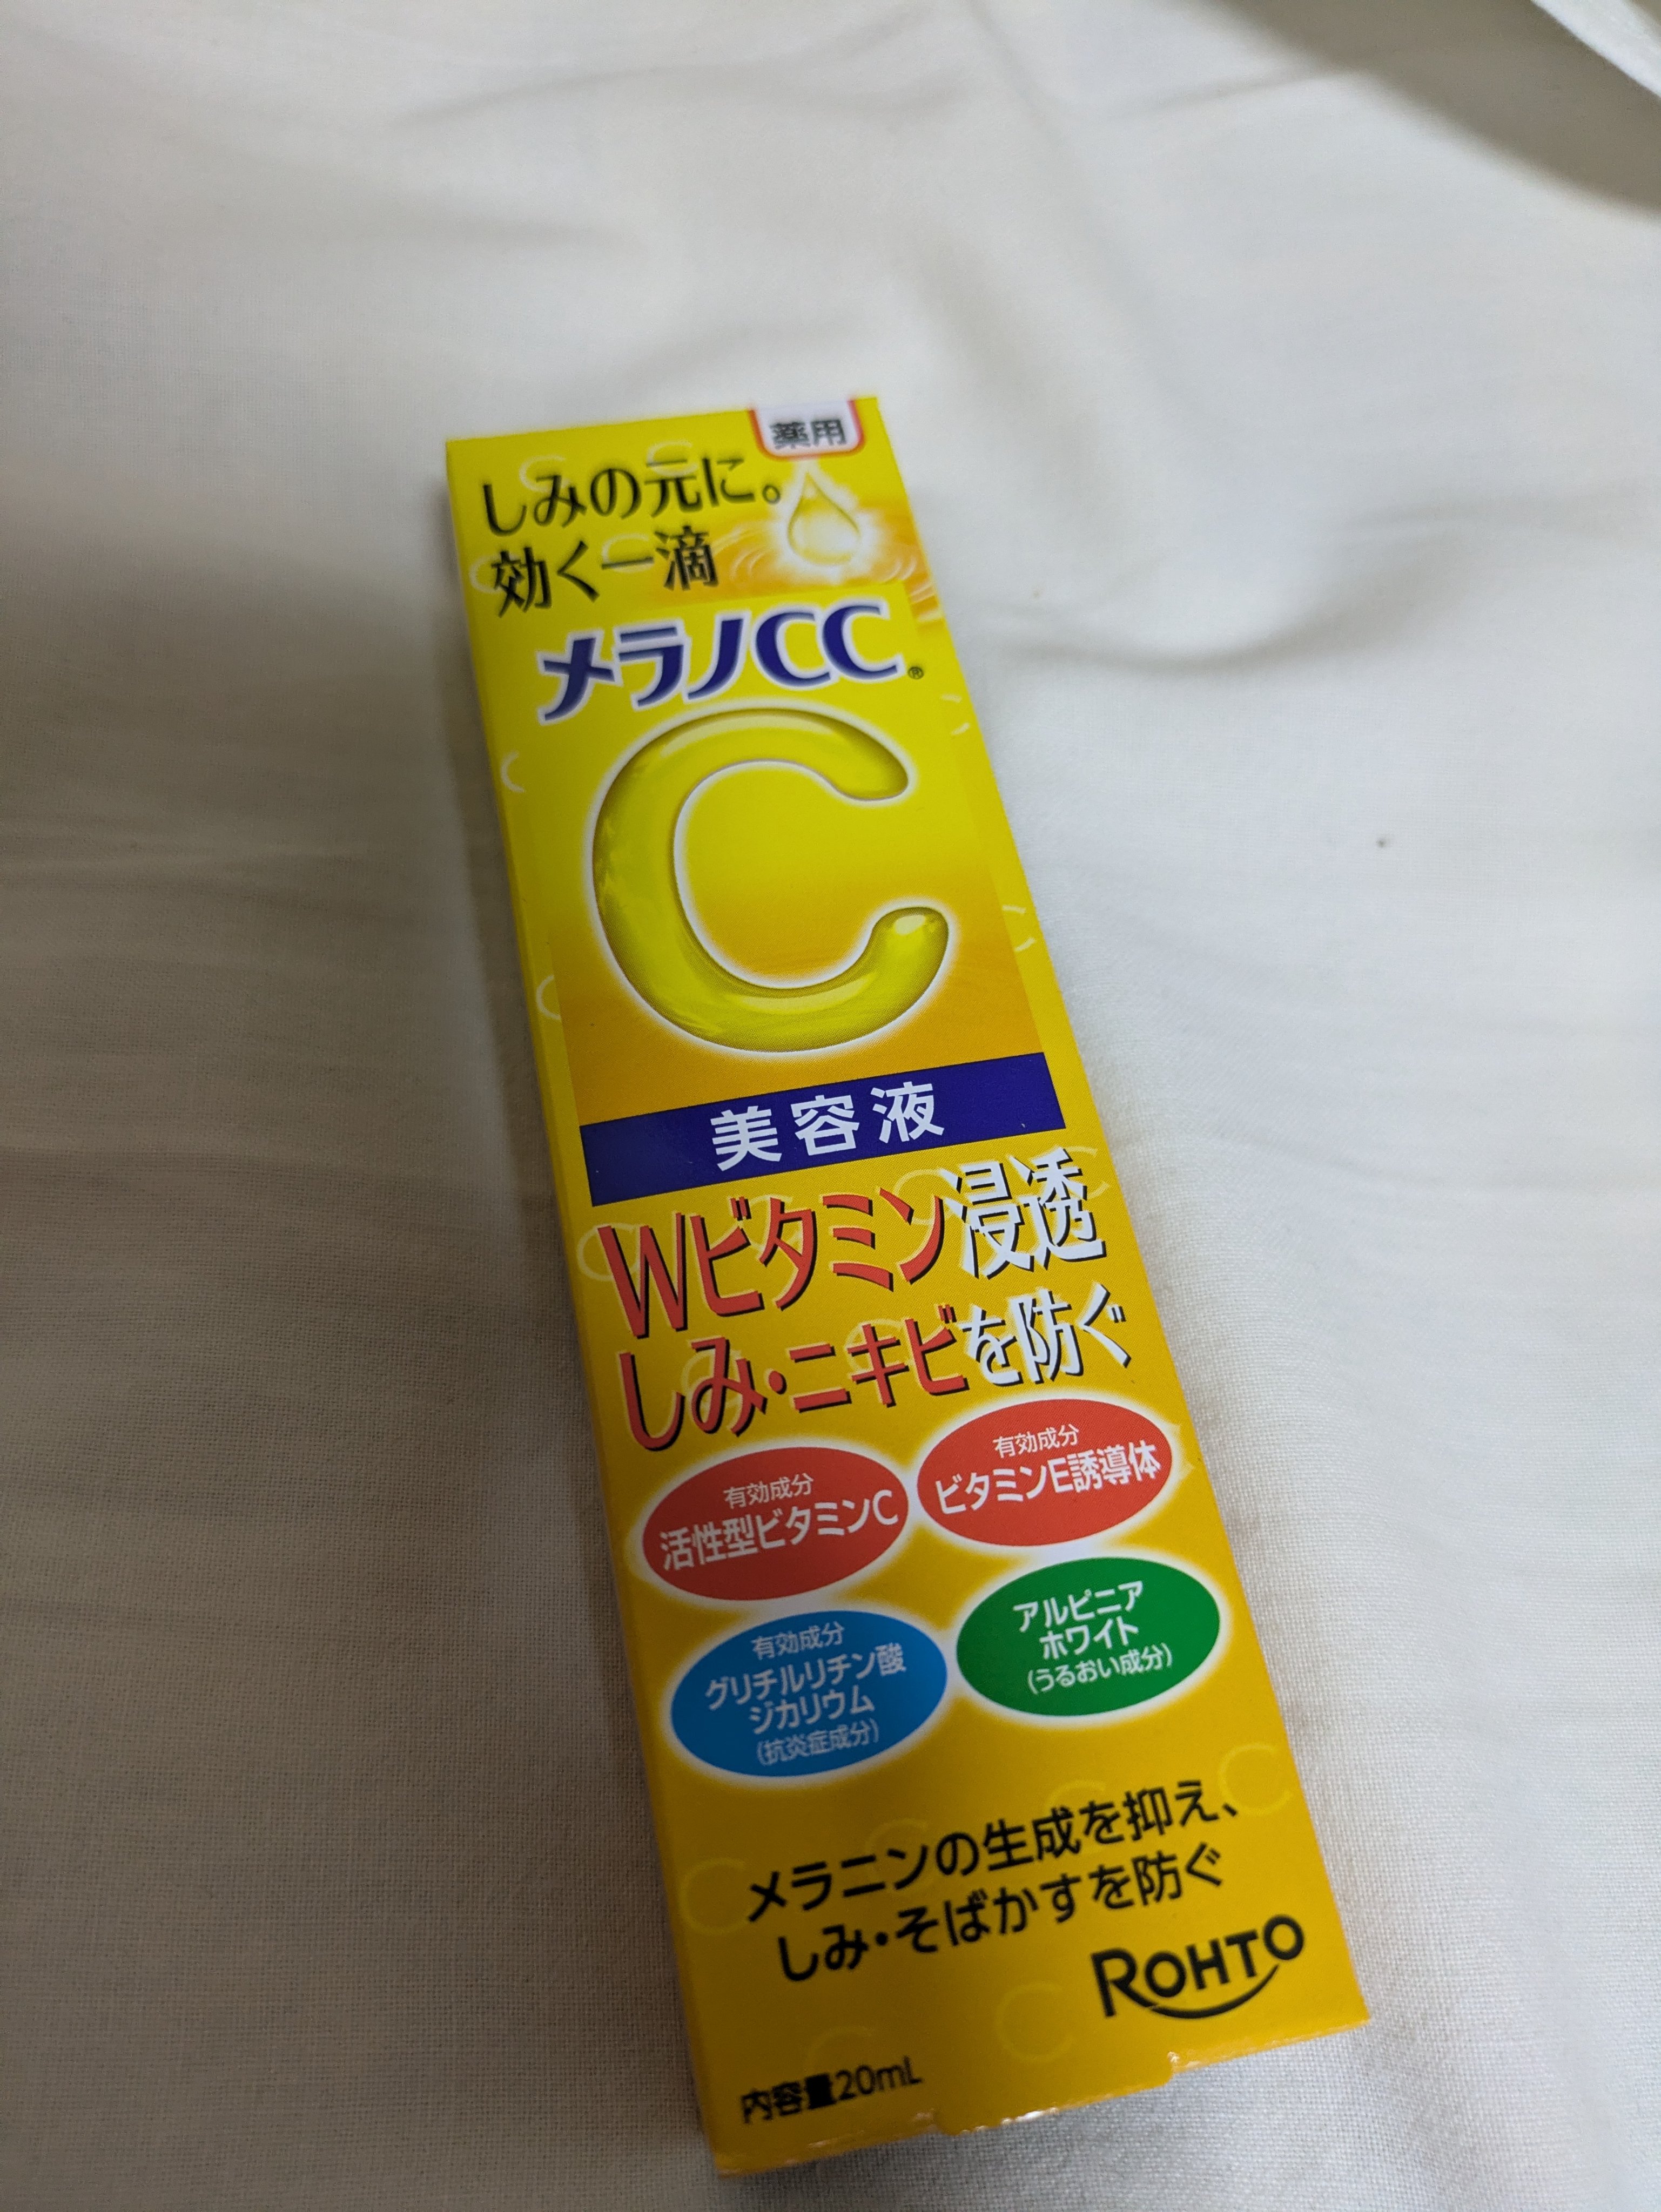 薬用
しみの元に。
効く一滴
メラノCC®
C
美容液
Wビタミン浸透
しみ・ニキビを防ぐ
有効成分
活性型ビタミンC
有効成分
ビタミンE誘導体
有効成分
グリチルリチン酸
ジカリウム
(抗炎症成分)
アルピニア
ホワイト
(うるおい成分)
メラニンの生成を抑え、
しみ・そばかすを防ぐ
ROHTO
内容量20mL